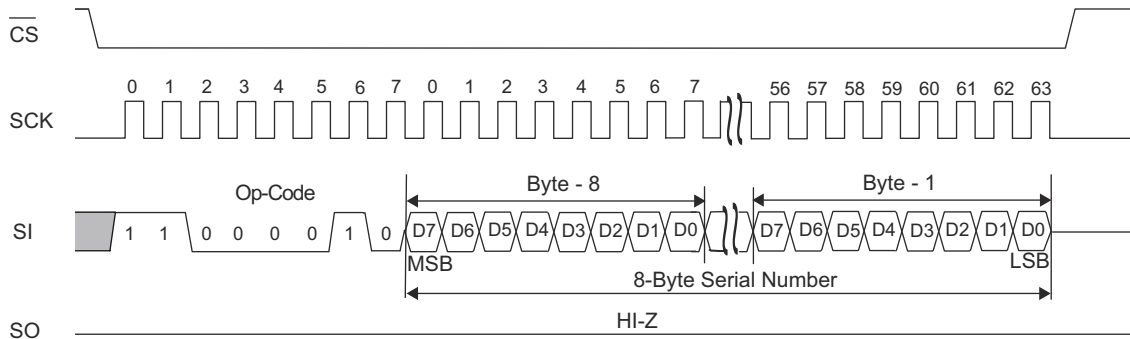 CS
0 1 2 3 4 5 6 7 0 1 2 3 4 5 6 7 56 57 58 59 60 61 62 63
SCK
Op-Code Byte - 8 Byte - 1
SI 1 1 0 0 0 0 1 0 D7 D6 D5 D4 D3 D2 D1 D0 D7 D6 D5 D4 D3 D2 D1 D0
MSB LSB
8-Byte Serial Number
HI-Z
SO